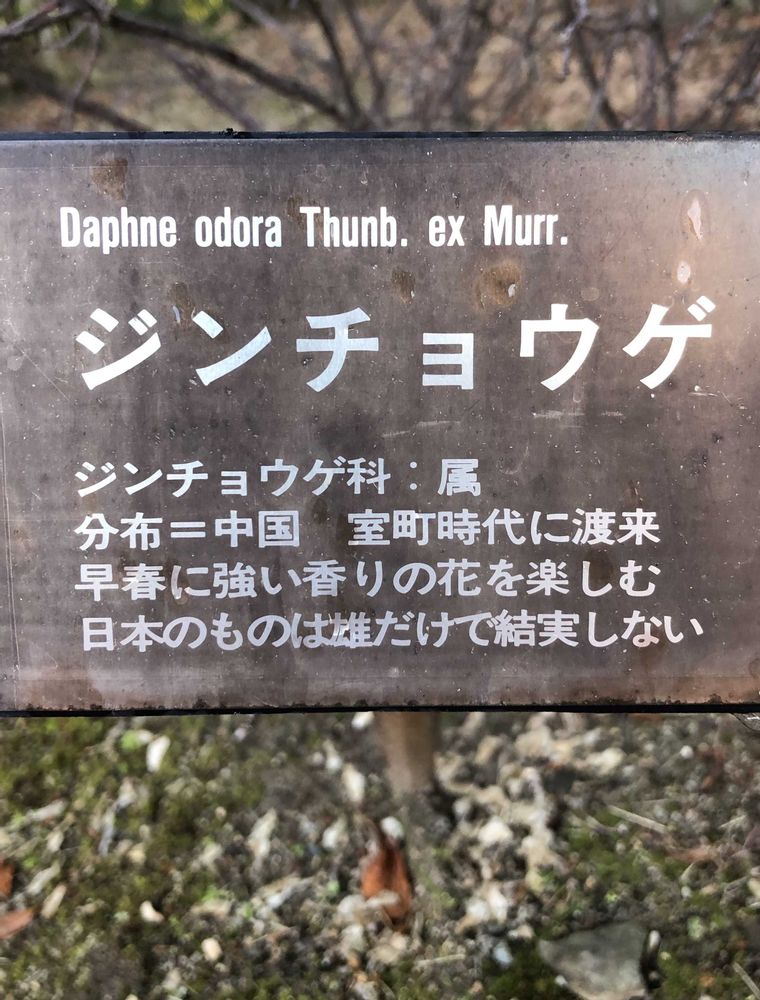 Daphne odora Thunb. ex Murr.
ジンチョウゲ
ジンチョウゲ科：属
分布＝中国　室町時代に渡来
早春に強い香りの花を楽しむ
日本のものは雄だけで結実しない